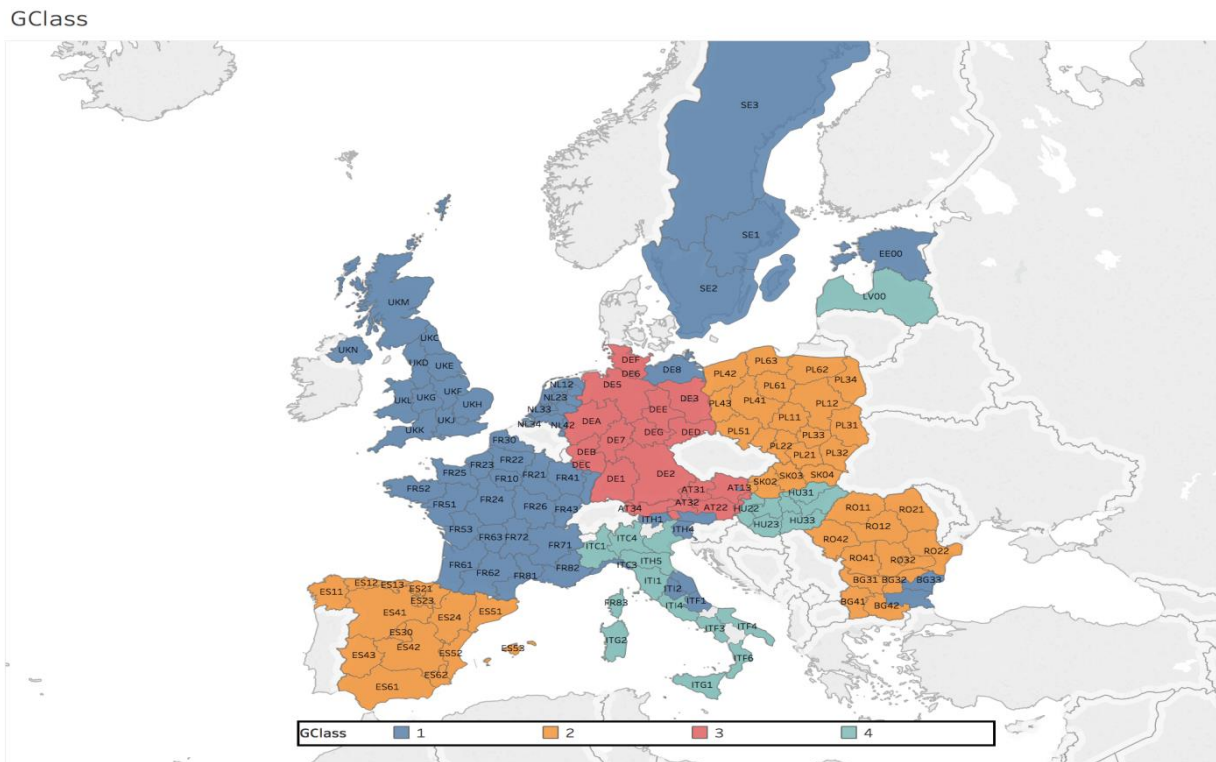 GClass
SE3
SE1
EE00
SE2
LV00
UKM
UKC
UKN
UKD UKE
UKF
UKL UKG
UKH
UKJ
UKK
DEF
DE6
DE8
DE5
NL12
NL23
NL33
NL34 NL42
DE3
DEE
DEA
DEG DED
DE7
DEB
DEC
DE2
DE1
PL63
PL42
PL62
PL34
PL61
PL43 PL41
PL12
PL11
PL31
PL51
PL33
PL22
PL21 PL32
SK03 SK04
SK02
FR30
FR22
FR23
FR25
FR21
FR10
FR41
FR52
FR24
FR51
FR26
FR43
FR53
FR63 FR72
FR71
FR61
FR62
FR81
FR82
AT31
AT13
AT32
AT34
AT22
HU31
HU22
HU33
HU23
ITH1
ITH4
ITC1
ITC4
ITC3
ITH5
ITI1
ITI2
ITF1
ITI4
FR83
ITF3
ITF4
ITG2
ITF6
ITG1
RO11
RO21
RO12
RO42
RO22
RO41
RO32
BG31 BG32 BG33
BG41
BG42
ES11
ES12
ES13
ES21
ES23
ES41
ES24
ES51
ES30
ES42
ES43
ES52
ES53
ES62
ES61
GClass 1 2 3 4